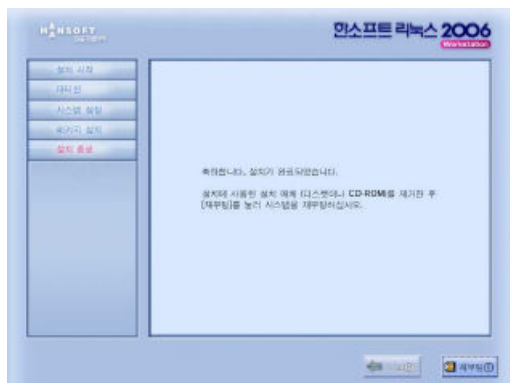 HANSOFT
한소프트 리눅스 2006
Workstation
설치 시작
파티션
시스템 설정
패키지 설치
설치 종료
축하합니다, 설치가 완료되었습니다.
설치에 사용된 설치 매체 (디스켓이나 CD-ROM)를 제거한 후
[재부팅]를 눌러 시스템을 재부팅하십시오.
재부팅(T)